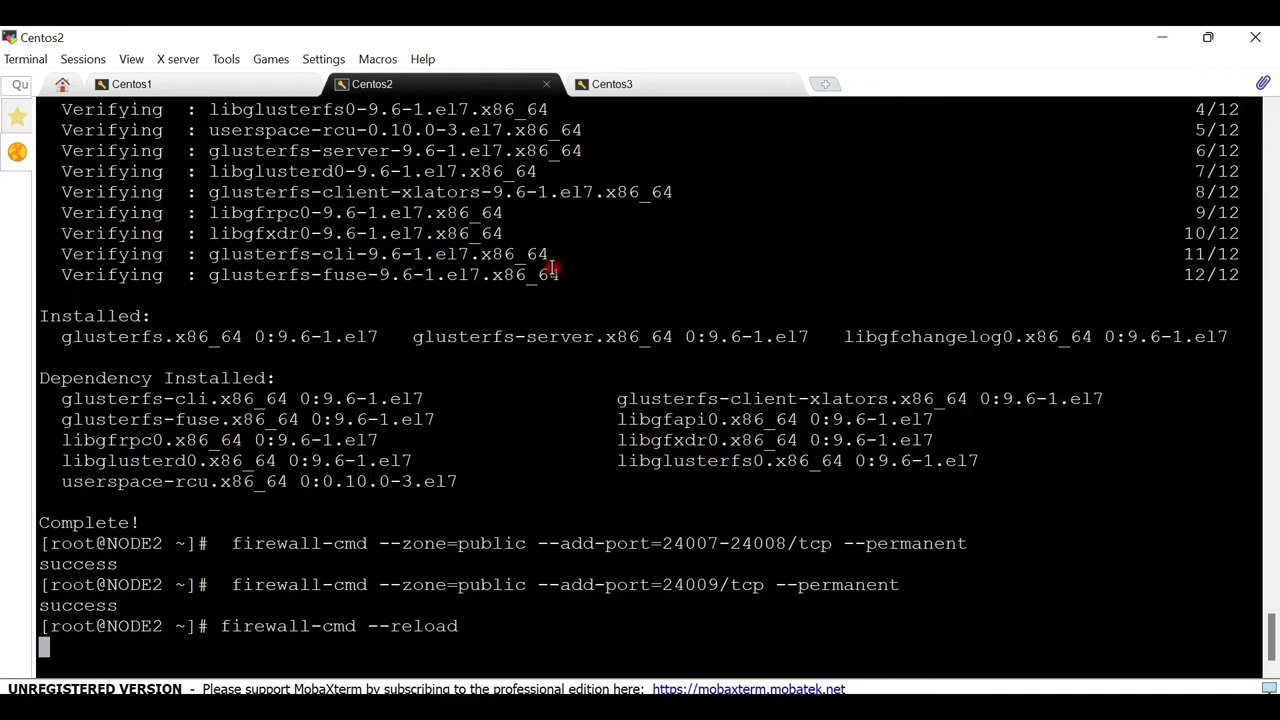 Centos2
Terminal Sessions View X server Tools Games Settings Macros Help
Qu Centos1 Centos2 Centos3
Verifying : libglusterfs0-9.6-1.el7.x86_64 4/12
Verifying : userspace-rcu-0.10.0-3.el7.x86_64 5/12
Verifying : glusterfs-server-9.6-1.el7.x86_64 6/12
Verifying : libglusterd0-9.6-1.el7.x86_64 7/12
Verifying : glusterfs-client-xlators-9.6-1.el7.x86_64 8/12
Verifying : libgfrpc0-9.6-1.el7.x86_64 9/12
Verifying : libgfxdr0-9.6-1.el7.x86_64 10/12
Verifying : glusterfs-cli-9.6-1.el7.x86_64 11/12
Verifying : glusterfs-fuse-9.6-1.el7.x86_64 12/12
Installed:
glusterfs.x86_64 0:9.6-1.el7 glusterfs-server.x86_64 0:9.6-1.el7 libgfchangelog0.x86_64 0:9.6-1.el7
Dependency Installed:
glusterfs-cli.x86_64 0:9.6-1.el7 glusterfs-client-xlators.x86_64 0:9.6-1.el7
glusterfs-fuse.x86_64 0:9.6-1.el7 libgfapi0.x86_64 0:9.6-1.el7
libgfrpc0.x86_64 0:9.6-1.el7 libgfxdr0.x86_64 0:9.6-1.el7
libglusterd0.x86_64 0:9.6-1.el7 libglusterfs0.x86_64 0:9.6-1.el7
userspace-rcu.x86_64 0:0.10.0-3.el7
Complete!
[root@NODE2 ~]#  firewall-cmd --zone=public --add-port=24007-24008/tcp --permanent
success
[root@NODE2 ~]#  firewall-cmd --zone=public --add-port=24009/tcp --permanent
success
[root@NODE2 ~]# firewall-cmd --reload
UNREGISTERED VERSION - Please support MobaXterm by subscribing to the professional edition here: https://mobaxterm.mobatek.net